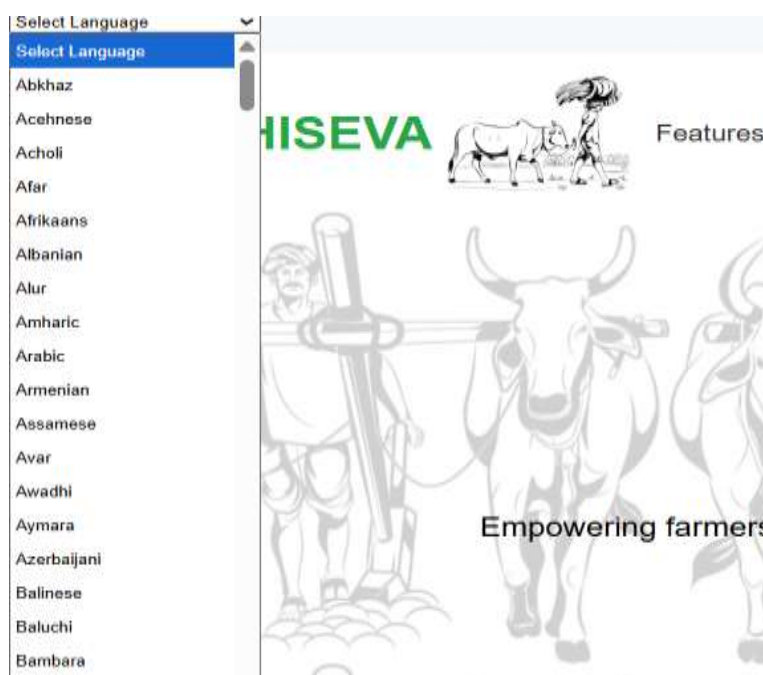 Select Language
Select Language
Abkhaz
Acehnese
Acholi
Afar
Afrikaans
Albanian
Alur
Amharic
Arabic
Armenian
Assamese
Avar
Awadhi
Aymara
Azerbaijani
Balinese
Baluchi
Bambara
HISEVA
Features
Empowering farmers